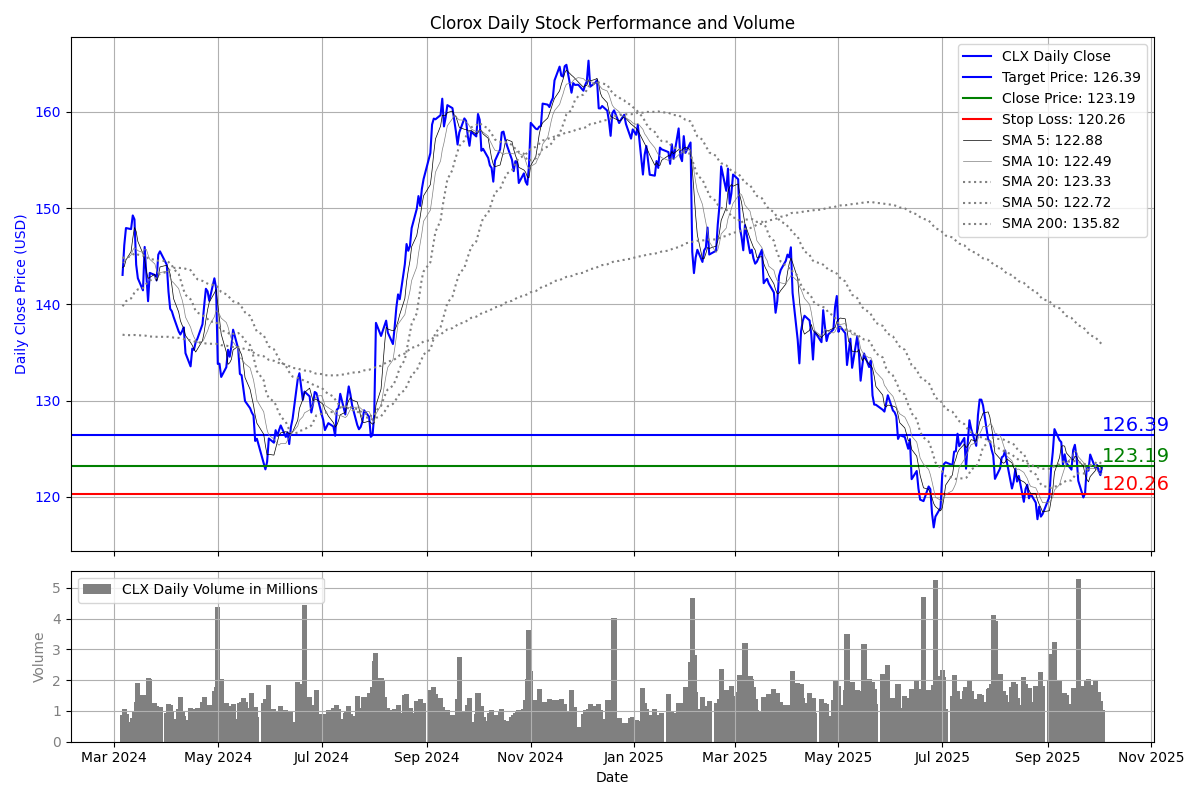 Clorox Daily Stock Performance and Volume
Daily Close Price (USD)
160
150
140
130
120
CLX Daily Close
Target Price: 126.39
Close Price: 123.19
Stop Loss: 120.26
SMA 5: 122.88
SMA 10: 122.49
SMA 20: 123.33
SMA 50: 122.72
SMA 200: 135.82
126.39
123.19
120.26
Volume
5
4
3
2
1
0
CLX Daily Volume in Millions
Mar 2024 May 2024 Jul 2024 Sep 2024 Nov 2024 Jan 2025 Mar 2025 May 2025 Jul 2025 Sep 2025 Nov 2025
Date